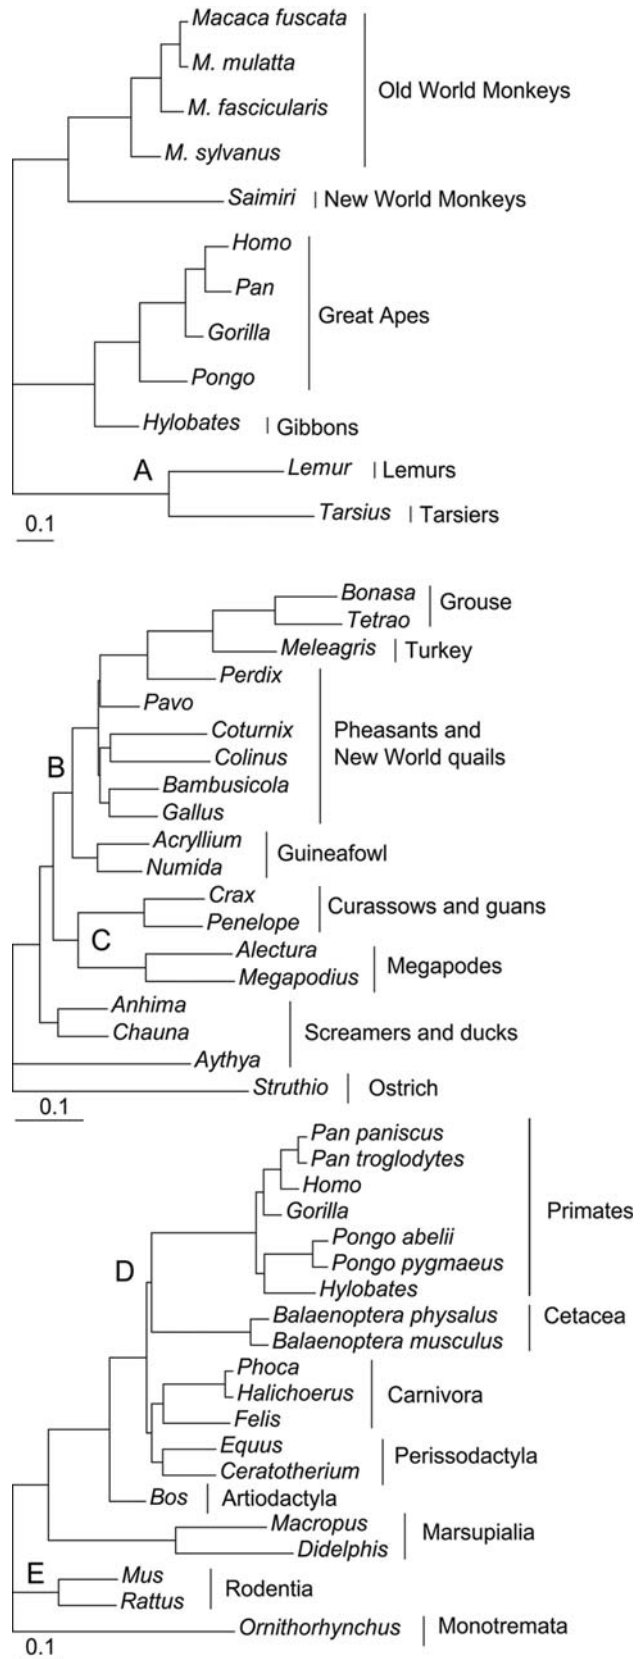 Macaca fuscata
M. mulatta
Old World Monkeys
M. fascicularis
M. sylvanus
Saimiri
New World Monkeys
Homo
Pan
Great Apes
Gorilla
Pongo
Hylobates
Gibbons
A
Lemur
Lemurs
Tarsius
Tarsiers
0.1
Bonasa
Grouse
Tetrao
Meleagris
Turkey
Perdix
Pavo
Coturnix
Pheasants and
New World quails
Colinus
B
Bambusicola
Gallus
Acryllium
Guineafowl
Numida
Crax
Curassows and guans
Penelope
C
Alectura
Megapodes
Megapodius
Anhima
Chauna
Screamers and ducks
Aythya
Struthio
Ostrich
0.1
Pan paniscus
Pan troglodytes
Homo
Gorilla
Primates
Pongo abelii
D
Pongo pygmaeus
Hylobates
Balaenoptera physalus
Cetacea
Balaenoptera musculus
Phoca
Halichoerus
Carnivora
Felis
Equus
Perissodactyla
Ceratotherium
Bos
Artiodactyla
Macropus
Marsupialia
Didelphis
E
Mus
Rodentia
Rattus
Ornithorhynchus
Monotremata
0.1